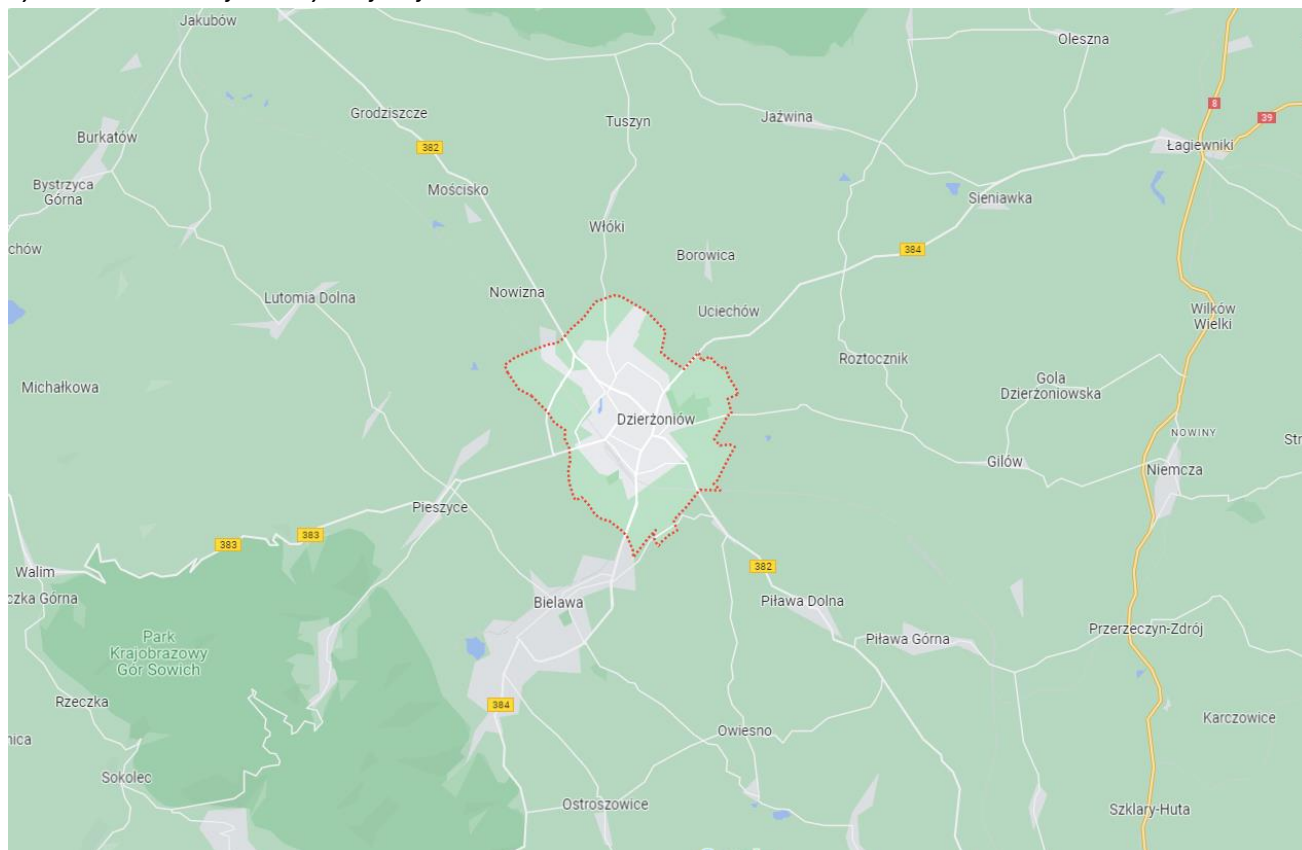 Jakubów
Oleszna
Grodziszcze
Tuszyn
Jaźwina
8
39
Burkatów
382
Łagiewniki
Bystrzyca
Górna
Mościsko
Sieniawka
Włóki
chów
Borowica
384
Nowizna
Lutomia Dolna
Uciechów
Wilków
Wielki
Roztocznik
Michałkowa
Gola
Dzierżoniowska
Dzierżoniów
NOWINY
Str
Gilów
Niemcza
Pieszyce
383
383
Walim
382
czka Górna
Bielawa
Piława Dolna
Przerzeczyn-Zdrój
Park
Krajobrazowy
Gór Sowich
Piława Górna
Rzeczka
384
Karczowice
Owiesno
nica
Sokolec
Ostroszowice
Szklary-Huta